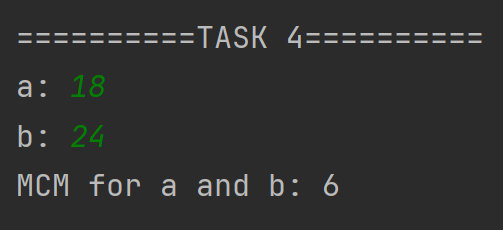 ==========TASK 4==========
a: 18
b: 24
MCM for a and b: 6